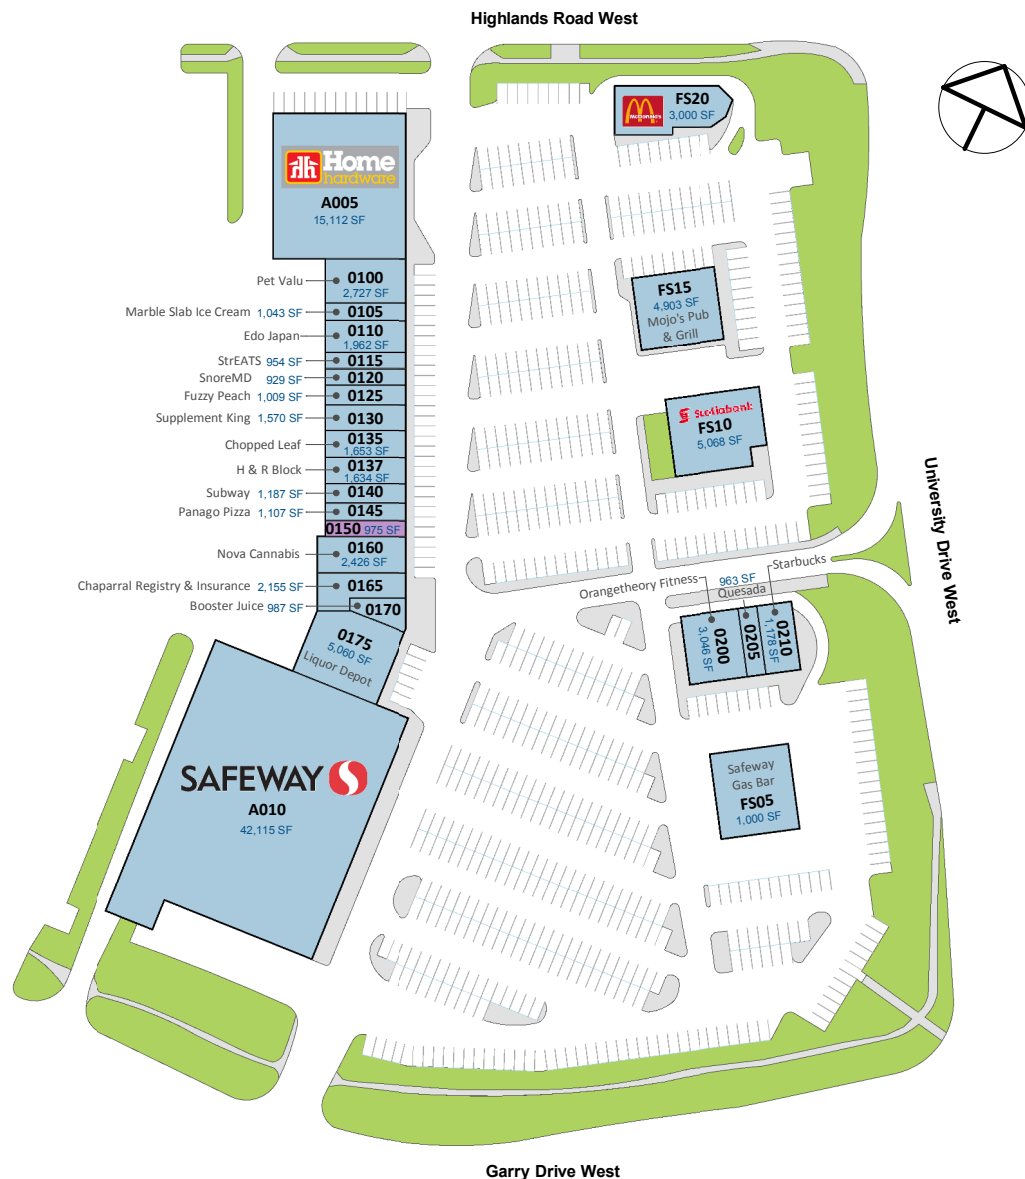 Highlands Road West
FS20
3,000 SF
McDonald's
Home
hardware
A005
15,112 SF
Pet Valu
0100
2,727 SF
Marble Slab Ice Cream 1,043 SF 0105
Edo Japan
0110
1,962 SF
StrEATS 954 SF 0115
SnoreMD 929 SF 0120
Fuzzy Peach 1,009 SF 0125
Supplement King 1,570 SF 0130
Chopped Leaf
0135
1,653 SF
H & R Block
0137
1,634 SF
Subway 1,187 SF 0140
Panago Pizza 1,107 SF 0145
0150 975 SF
Nova Cannabis
0160
2,426 SF
Chaparral Registry & Insurance 2,155 SF 0165
Booster Juice 987 SF 0170
0175
5,060 SF
Liquor Depot
SAFEWAY
A010
42,115 SF
FS15
4,903 SF
Mojo's Pub
& Grill
Scotiabank
FS10
5,068 SF
University Drive West
Starbucks
963 SF
Quesada
Orangetheory Fitness
0200
3,046 SF
0205
0210
1,178 SF
Safeway
Gas Bar
FS05
1,000 SF
Garry Drive West